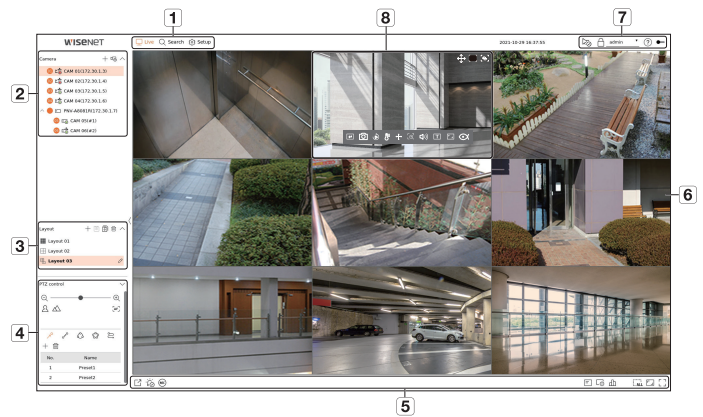 1
8
7
WISENET
Live Search Setup
2021-10-29 16:37:55
admin
?
Camera
CAM 01(172.30.1.3)
CAM 02(172.30.1.4)
CAM 03(172.30.1.5)
CAM 04(172.30.1.6)
PNV-A8081R(172.30.1.7)
CAM 05(#1)
CAM 06(#2)
2
6
3
Layout
Layout 01
Layout 02
Layout 03
4
PTZ control
No. Name
1 Preset1
2 Preset2
ALL
5